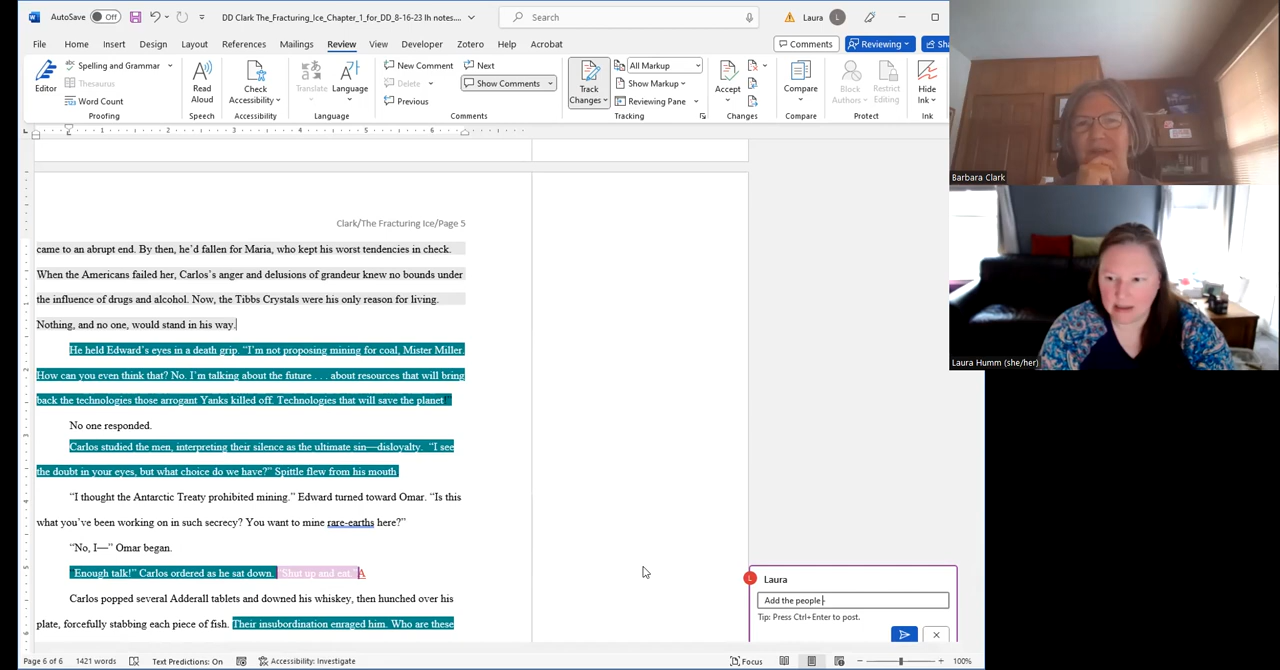 AutoSave Off DD Clark The_Fracturing_Ice_Chapter_1_for_DD_8-16-23 lh notes.... Search Laura L
File Home Insert Design Layout References Mailings Review View Developer Zotero Help Acrobat Comments Reviewing Sha
Editor
Spelling and Grammar
Thesaurus
Word Count
Proofing
Read Aloud
Speech
Check Accessibility
Accessibility
Translate
Language
Language
New Comment
Delete
Previous
Next
Show Comments
Comments
Track Changes
All Markup
Show Markup
Reviewing Pane
Tracking
Accept
Changes
Compare
Compare
Block Authors
Restrict Editing
Protect
Hide Ink
Ink
1 2 3 4 5 6
Clark/The Fracturing Ice/Page 5
came to an abrupt end. By then, he’d fallen for Maria, who kept his worst tendencies in check.
When the Americans failed her, Carlos’s anger and delusions of grandeur knew no bounds under
the influence of drugs and alcohol. Now, the Tibbs Crystals were his only reason for living.
Nothing, and no one, would stand in his way.
He held Edward’s eyes in a death grip. “I’m not proposing mining for coal, Mister Miller.
How can you even think that? No. I’m talking about the future . . . about resources that will bring
back the technologies those arrogant Yanks killed off. Technologies that will save the planet
No one responded.
Carlos studied the men, interpreting their silence as the ultimate sin—disloyalty. “I see
the doubt in your eyes, but what choice do we have?” Spittle flew from his mouth
“I thought the Antarctic Treaty prohibited mining.” Edward turned toward Omar. “Is this
what you’ve been working on in such secrecy? You want to mine rare-earths here?”
“No, I—” Omar began.
“Enough talk!” Carlos ordered as he sat down. “Shut up and eat.”A
Carlos popped several Adderall tablets and downed his whiskey, then hunched over his
plate, forcefully stabbing each piece of fish. Their insubordination enraged him. Who are these
L Laura
Add the people-
Tip: Press Ctrl+Enter to post.
Page 6 of 6 1421 words Text Predictions: On Accessibility: Investigate Focus 100%
Barbara Clark
Laura Humm (she/her)